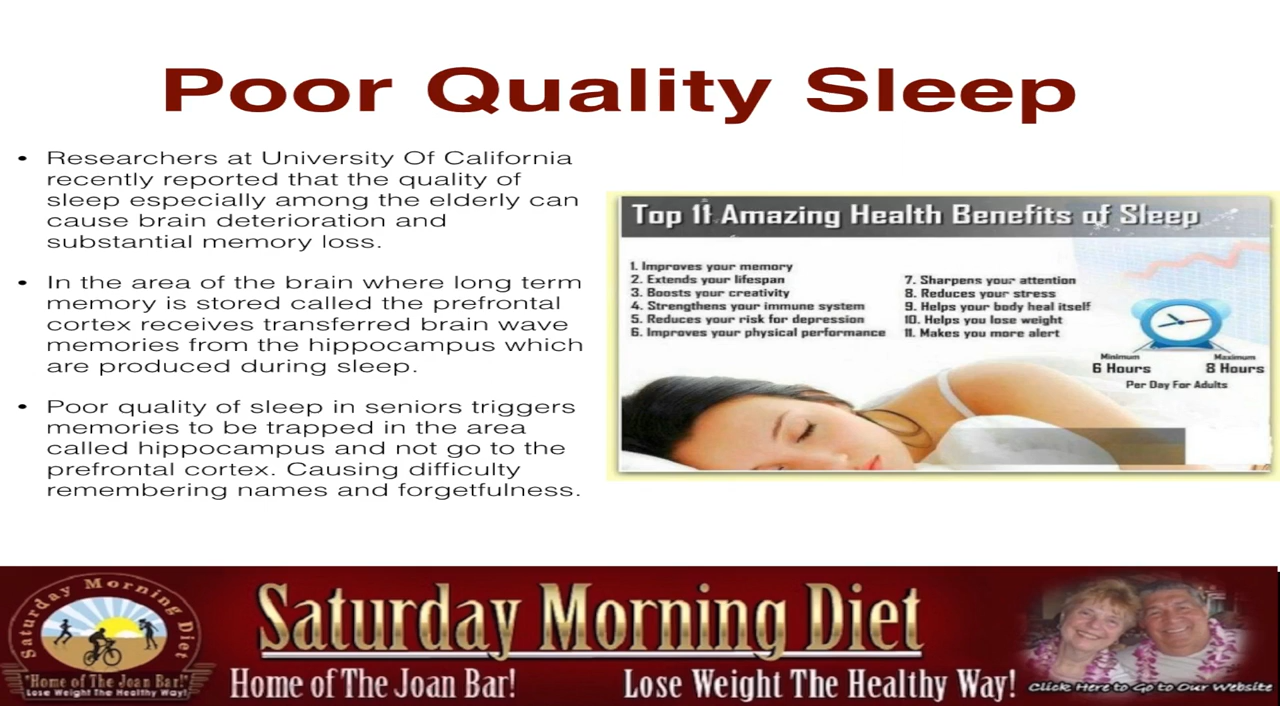 Poor Quality Sleep
• Researchers at University Of California
recently reported that the quality of
sleep especially among the elderly can
cause brain deterioration and
substantial memory loss.
• In the area of the brain where long term
memory is stored called the prefrontal
cortex receives transferred brain wave
memories from the hippocampus which
are produced during sleep.
• Poor quality of sleep in seniors triggers
memories to be trapped in the area
called hippocampus and not go to the
prefrontal cortex. Causing difficulty
remembering names and forgetfulness.
Top 11 Amazing Health Benefits of Sleep
1. Improves your memory
2. Extends your lifespan
3. Boosts your creativity
4. Strengthens your immune system
5. Reduces your risk for depression
6. Improves your physical performance
7. Sharpens your attention
8. Reduces your stress
9. Helps your body heal itself
10. Helps you lose weight
11. Makes you more alert
Minimum
6 Hours
Maximum
8 Hours
Per Day For Adults
Saturday Morning Diet
"Home of The Joan Bar!"
Lose Weight The Healthy Way!
Saturday Morning Diet
Home of The Joan Bar! Lose Weight The Healthy Way!
Click Here to Go to Our Website